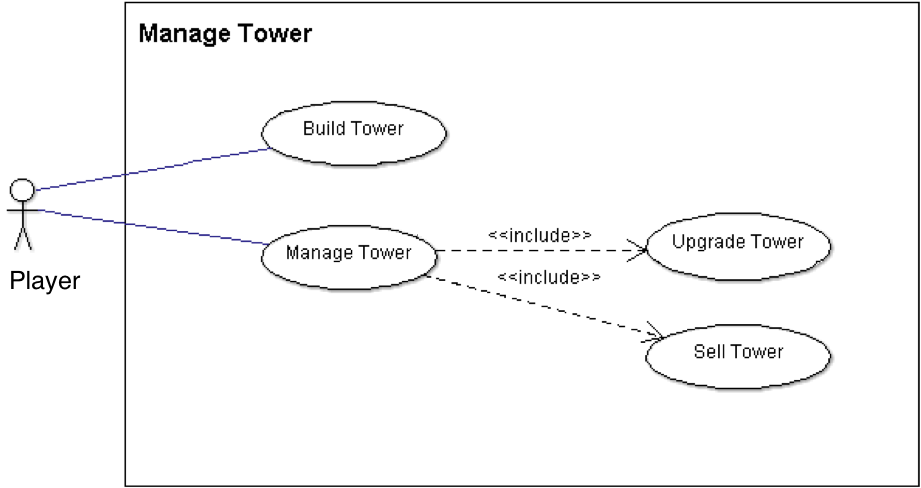 Manage Tower
Build Tower
Manage Tower
<<include>>
Upgrade Tower
<<include>>
Sell Tower
Player